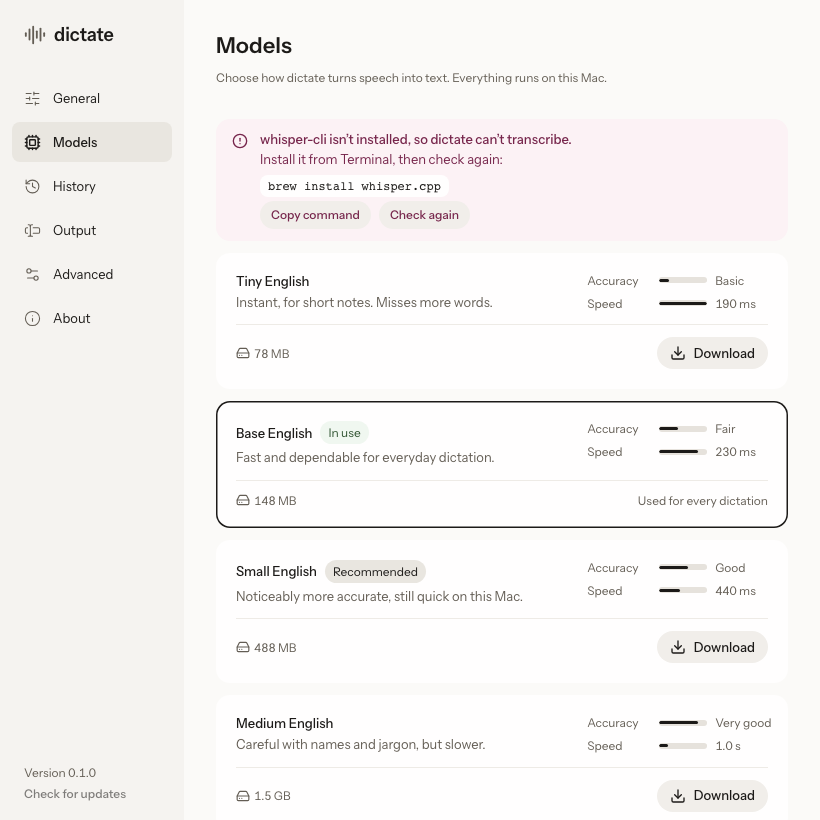 dictate
General
Models
History
Output
Advanced
About
Version 0.1.0
Check for updates
Models
Choose how dictate turns speech into text. Everything runs on this Mac.
whisper-cli isn’t installed, so dictate can’t transcribe.
Install it from Terminal, then check again:
brew install whisper.cpp
Copy command Check again
Tiny English
Instant, for short notes. Misses more words.
Accuracy Basic
Speed 190 ms
78 MB Download
Base English In use
Fast and dependable for everyday dictation.
Accuracy Fair
Speed 230 ms
148 MB Used for every dictation
Small English Recommended
Noticeably more accurate, still quick on this Mac.
Accuracy Good
Speed 440 ms
488 MB Download
Medium English
Careful with names and jargon, but slower.
Accuracy Very good
Speed 1.0 s
1.5 GB Download